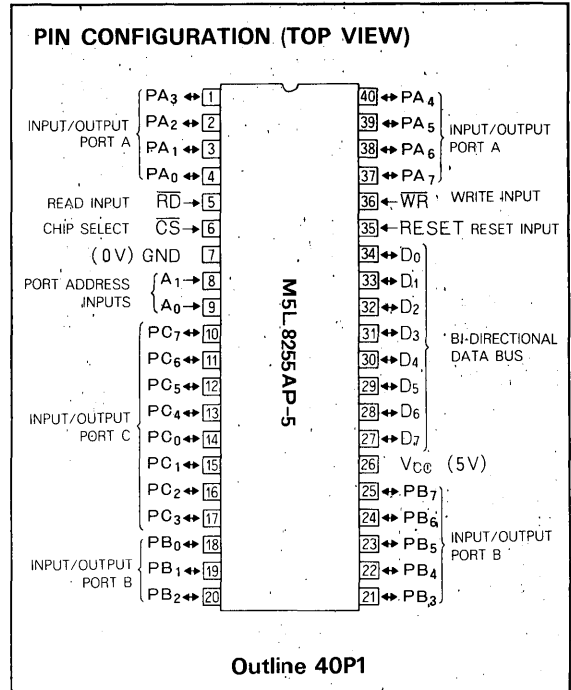 PIN CONFIGURATION (TOP VIEW)
INPUT/OUTPUT PORT A
PA3 ↔ 1
PA2 ↔ 2
PA1 ↔ 3
PA0 ↔ 4
READ INPUT RD → 5
CHIP SELECT CS → 6
(0V) GND 7
PORT ADDRESS INPUTS
A1 → 8
A0 → 9
INPUT/OUTPUT PORT C
PC7 ↔ 10
PC6 ↔ 11
PC5 ↔ 12
PC4 ↔ 13
PC0 ↔ 14
PC1 ↔ 15
PC2 ↔ 16
PC3 ↔ 17
INPUT/OUTPUT PORT B
PB0 ↔ 18
PB1 ↔ 19
PB2 ↔ 20
M5L8255AP-5
40 ↔ PA4
39 ↔ PA5
38 ↔ PA6
37 ↔ PA7
INPUT/OUTPUT PORT A
36 ← WR WRITE INPUT
35 ← RESET RESET INPUT
34 ↔ D0
33 ↔ D1
32 ↔ D2
31 ↔ D3
30 ↔ D4
29 ↔ D5
28 ↔ D6
27 ↔ D7
BI-DIRECTIONAL DATA BUS
26 VCC (5V)
25 ↔ PB7
24 ↔ PB6
23 ↔ PB5
22 ↔ PB4
21 ↔ PB3
INPUT/OUTPUT PORT B
Outline 40P1